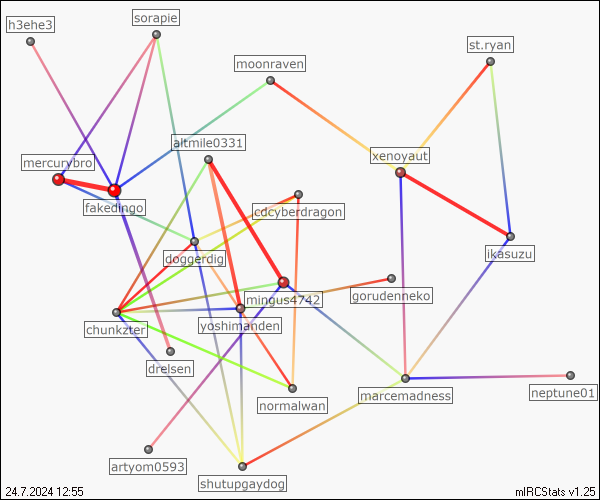 sorapie
h3ehe3
st.ryan
moonraven
altmile0331
xenoyaut
mercurybro
fakedingo
cdcyberdragon
doggerdig
ikasuzu
mingus4742
gorudenneko
yoshimanden
chunkzter
drelsen
marcemadness
neptune01
normalwan
artyom0593
shutupgaydog
24.7.2024 12:55
mIRCStats v1.25